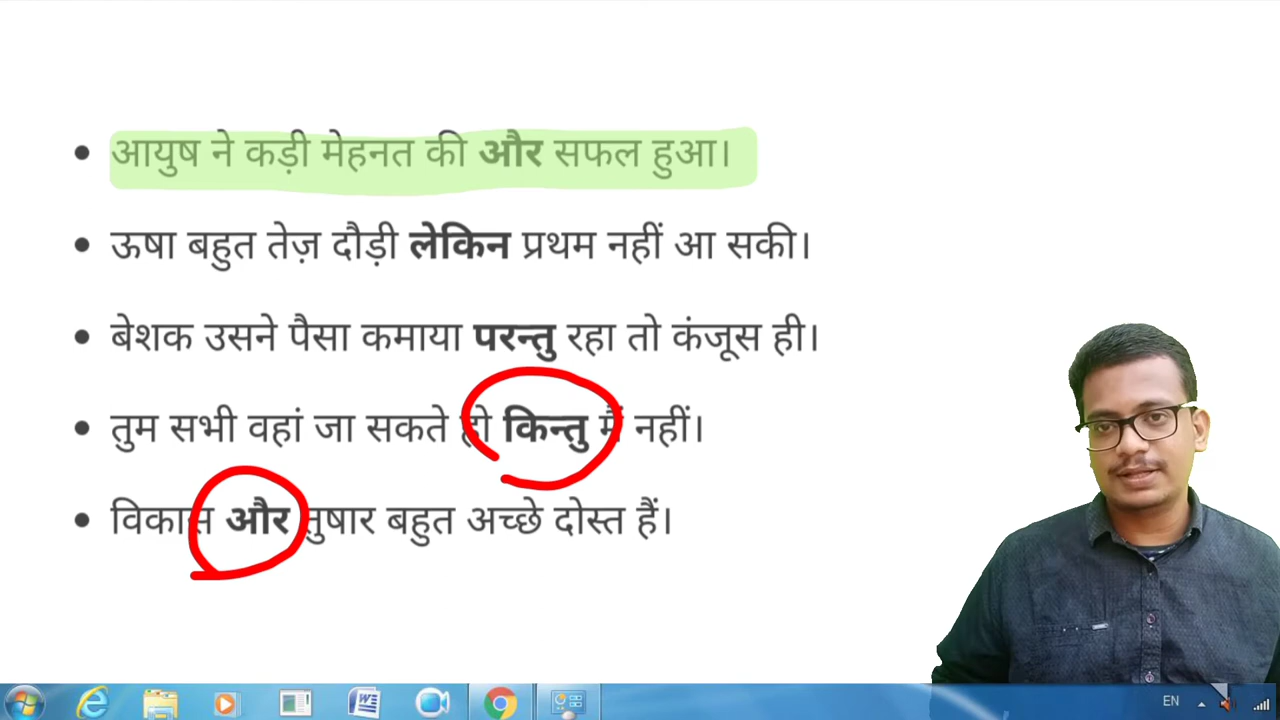 • आयुष ने कड़ी मेहनत की और सफल हुआ।
• ऊषा बहुत तेज़ दौड़ी लेकिन प्रथम नहीं आ सकी।
• बेशक उसने पैसा कमाया परन्तु रहा तो कंजूस ही।
• तुम सभी वहां जा सकते हो किन्तु मैं नहीं।
• विकास और तुषार बहुत अच्छे दोस्त हैं।
EN